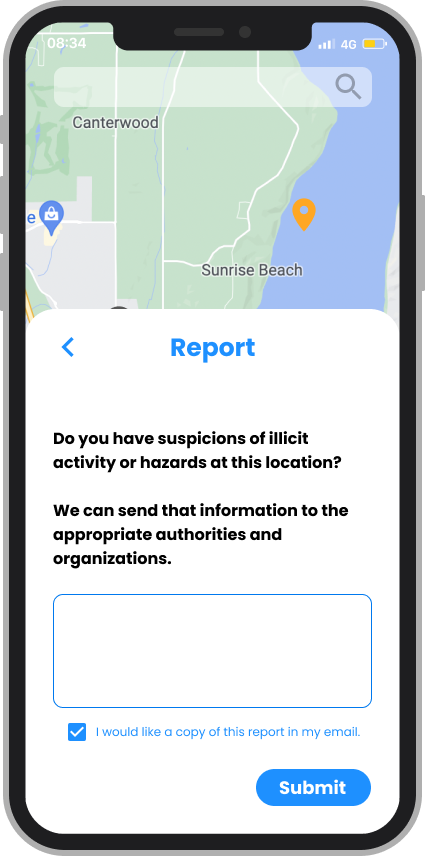 08:34
4G
Canterwood
e
Sunrise Beach
Report
Do you have suspicions of illicit
activity or hazards at this location?
We can send that information to the
appropriate authorities and
organizations.
I would like a copy of this report in my email.
Submit